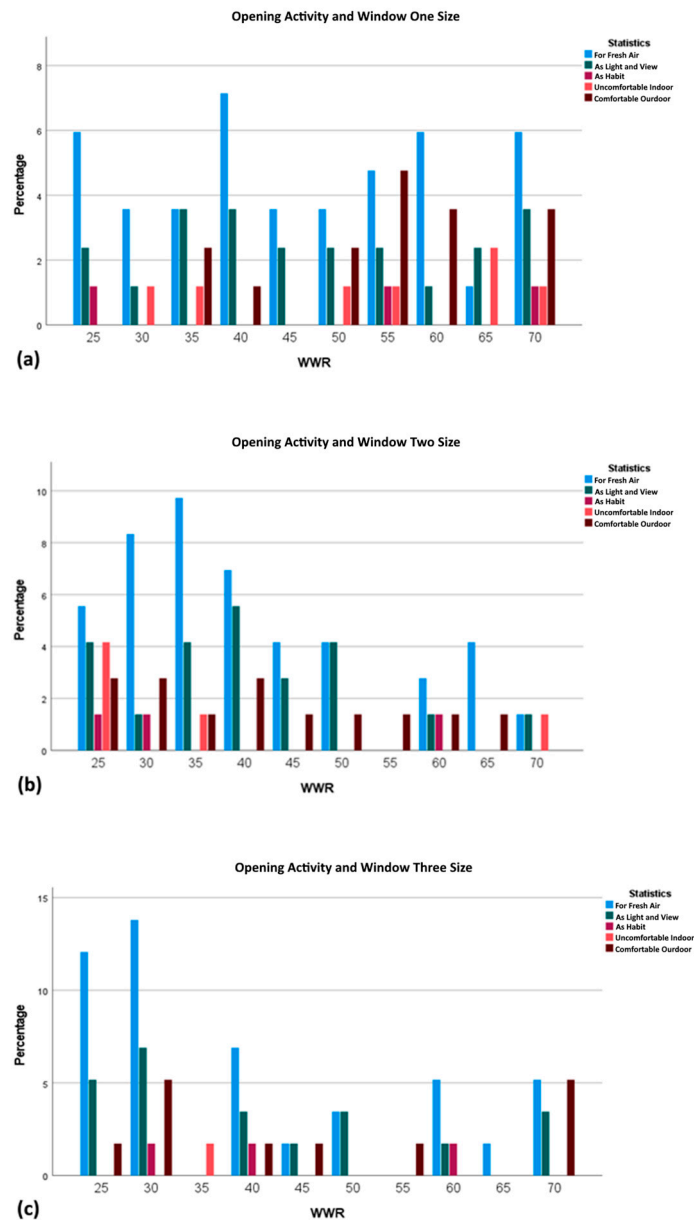 Opening Activity and Window One Size
Statistics
For Fresh Air
As Light and View
As Habit
Uncomfortable Indoor
Comfortable Ourdoor
Percentage
8
6
4
2
0
25 30 35 40 45 50 55 60 65 70
WWR
(a)
Opening Activity and Window Two Size
Statistics
For Fresh Air
As Light and View
As Habit
Uncomfortable Indoor
Comfortable Ourdoor
Percentage
10
8
6
4
2
0
25 30 35 40 45 50 55 60 65 70
WWR
(b)
Opening Activity and Window Three Size
Statistics
For Fresh Air
As Light and View
As Habit
Uncomfortable Indoor
Comfortable Ourdoor
Percentage
15
10
5
0
25 30 35 40 45 50 55 60 65 70
WWR
(c)